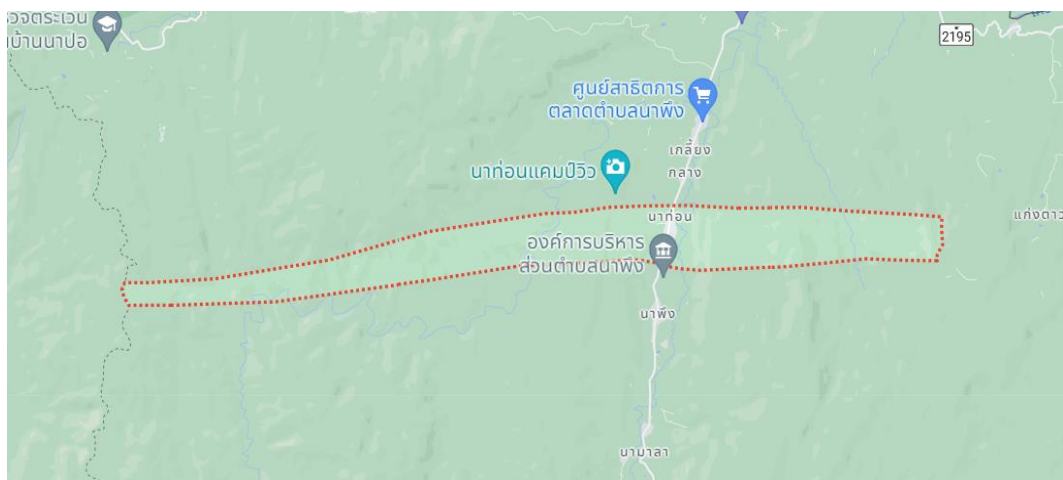 วจตระเวน
บ้านนาปอ
2195
ศูนย์สาธิตการ
ตลาดตำบลนาพึง
เกลี้ยง
กลาง
นาท่อนแคมป์วิว
นาท่อน
แก่งตาว
องค์การบริหาร
ส่วนตำบลนาพึง
นาพึง
นามาลา